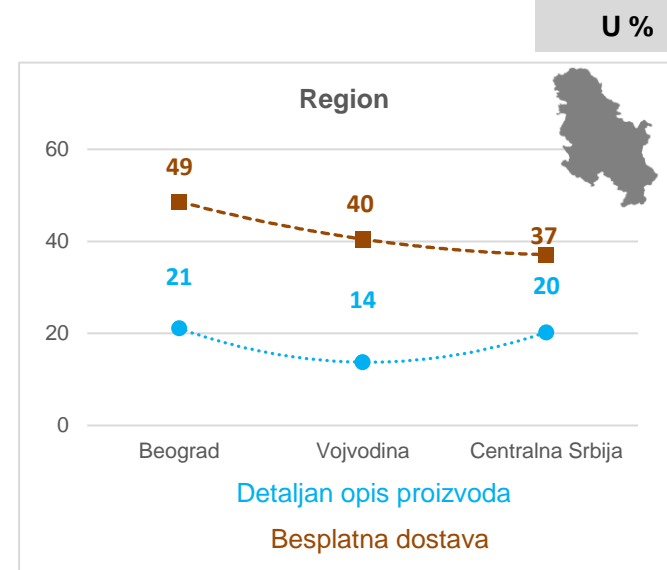 U %
Region
60
49
40
37
40
21
14
20
20
0
Beograd Vojvodina Centralna Srbija
Detaljan opis proizvoda
Besplatna dostava